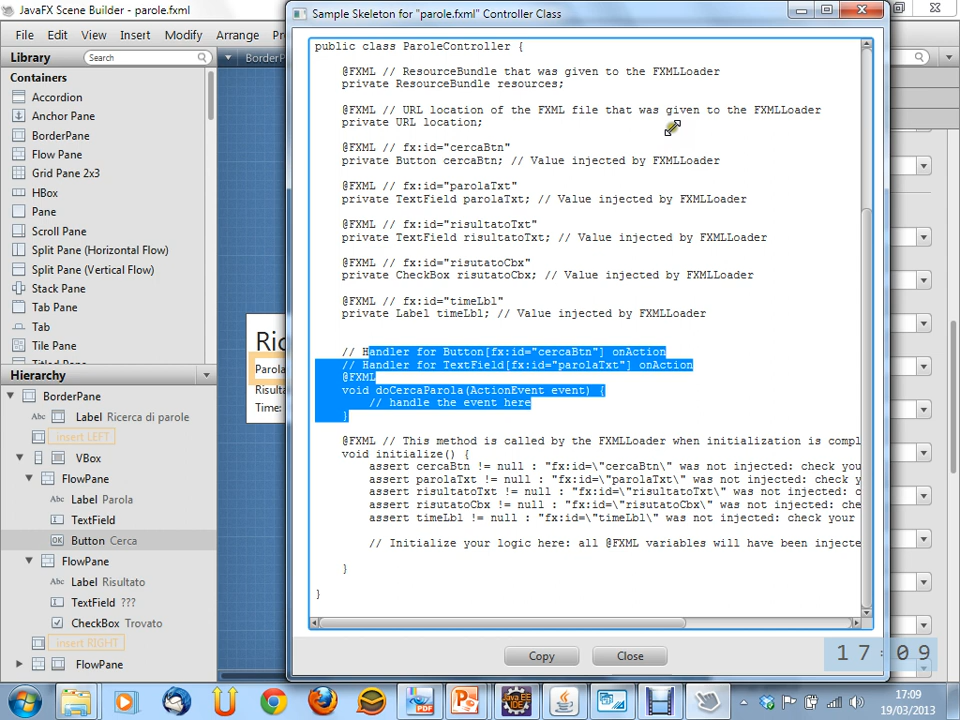 JavaFX Scene Builder - parole.fxml
File Edit View Insert Modify Arrange
Library
Search
Containers
Accordion
Anchor Pane
BorderPane
Flow Pane
Grid Pane 2x3
HBox
Pane
Scroll Pane
Split Pane (Horizontal Flow)
Split Pane (Vertical Flow)
Stack Pane
Tab Pane
Tab
Tile Pane
Hierarchy
BorderPane
Abc Label Ricerca di parole
insert LEFT
VBox
FlowPane
Abc Label Parola
TextField
OK Button Cerca
FlowPane
Abc Label Risultato
TextField ???
CheckBox Trovato
insert RIGHT
FlowPane
BorderP
Ric
Parola
Risulta
Time:
Sample Skeleton for "parole.fxml" Controller Class
public class ParoleController {
@FXML // ResourceBundle that was given to the FXMLLoader
private ResourceBundle resources;
@FXML // URL location of the FXML file that was given to the FXMLLoader
private URL location;
@FXML // fx:id="cercaBtn"
private Button cercaBtn; // Value injected by FXMLLoader
@FXML // fx:id="parolaTxt"
private TextField parolaTxt; // Value injected by FXMLLoader
@FXML // fx:id="risultatoTxt"
private TextField risultatoTxt; // Value injected by FXMLLoader
@FXML // fx:id="risutatoCbx"
private CheckBox risutatoCbx; // Value injected by FXMLLoader
@FXML // fx:id="timeLbl"
private Label timeLbl; // Value injected by FXMLLoader
// Handler for Button[fx:id="cercaBtn"] onAction
// Handler for TextField[fx:id="parolaTxt"] onAction
@FXML
void doCercaParola(ActionEvent event) {
// handle the event here
}
@FXML // This method is called by the FXMLLoader when initialization is compl
void initialize() {
assert cercaBtn != null : "fx:id=\"cercaBtn\" was not injected: check you
assert parolaTxt != null : "fx:id=\"parolaTxt\" was not injected: check y
assert risultatoTxt != null : "fx:id=\"risultatoTxt\" was not injected: c
assert risutatoCbx != null : "fx:id=\"risutatoCbx\" was not injected: che
assert timeLbl != null : "fx:id=\"timeLbl\" was not injected: check your
// Initialize your logic here: all @FXML variables will have been injecte
}
}
Copy
Close
17:09
17:09
19/03/2013